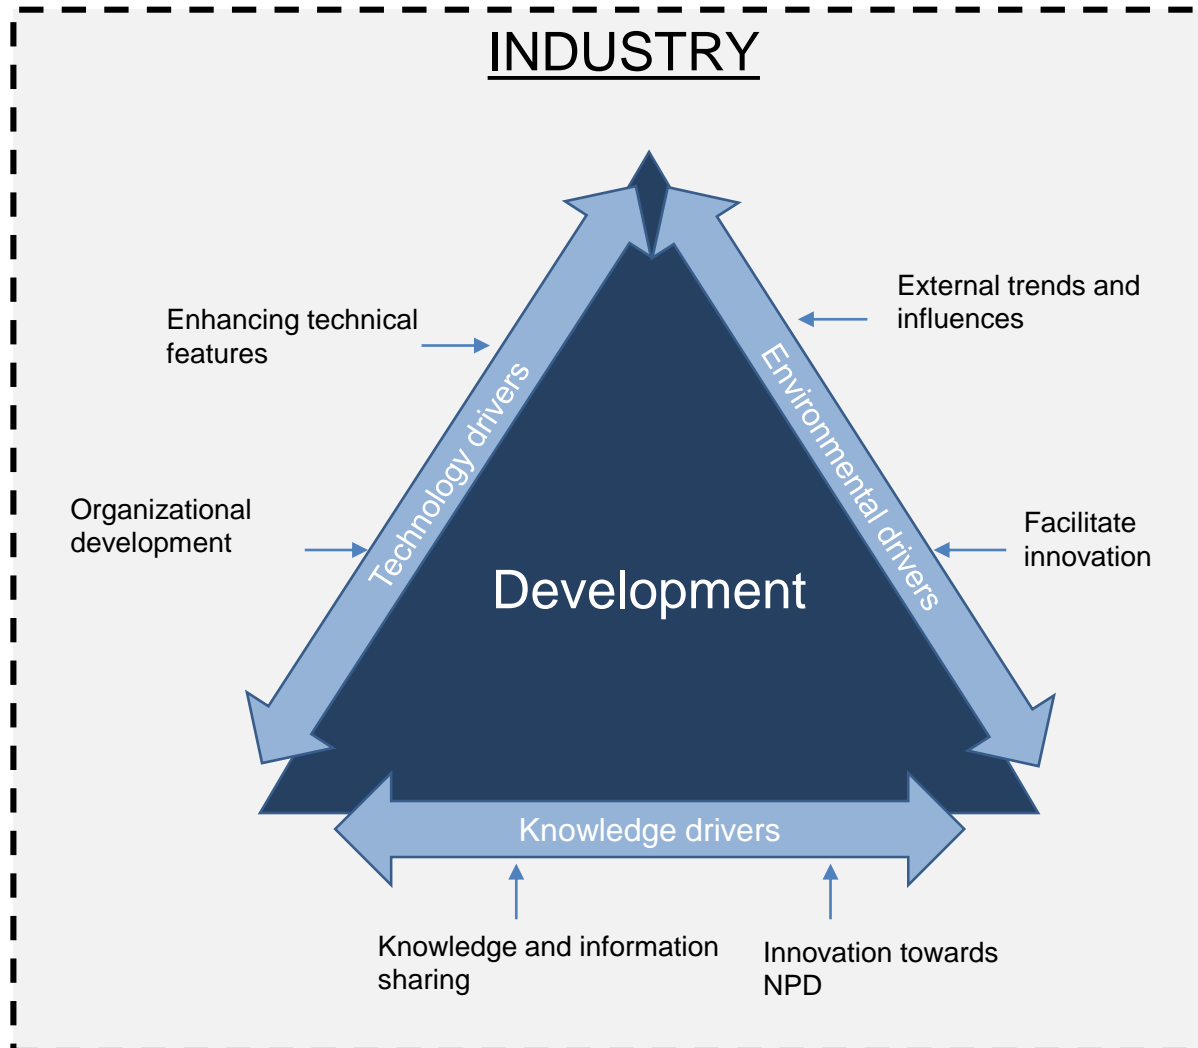 INDUSTRY
External trends and
influences
Enhancing technical
features
Technology drivers
Environmental drivers
Organizational
development
Facilitate
innovation
Development
Knowledge drivers
Knowledge and information
sharing
Innovation towards
NPD